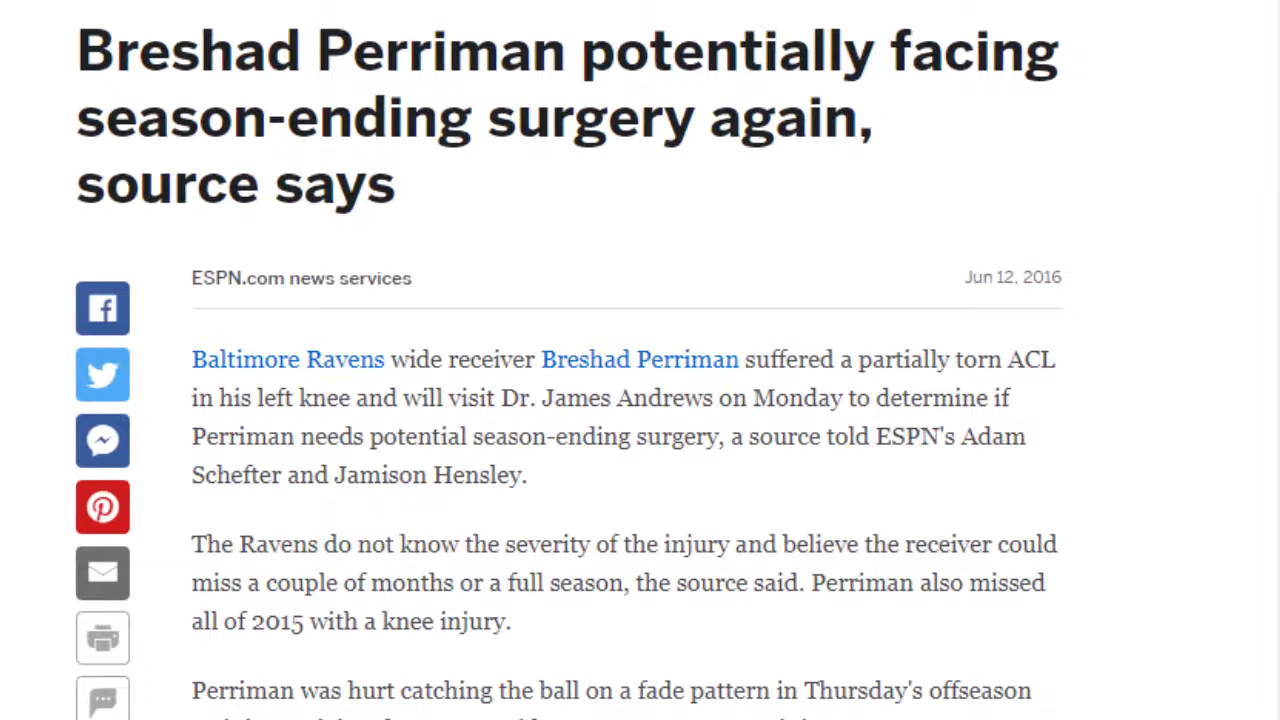 Breshad Perriman potentially facing
season-ending surgery again,
source says
ESPN.com news services
Jun 12, 2016
Baltimore Ravens wide receiver Breshad Perriman suffered a partially torn ACL
in his left knee and will visit Dr. James Andrews on Monday to determine if
Perriman needs potential season-ending surgery, a source told ESPN's Adam
Schefter and Jamison Hensley.
The Ravens do not know the severity of the injury and believe the receiver could
miss a couple of months or a full season, the source said. Perriman also missed
all of 2015 with a knee injury.
Perriman was hurt catching the ball on a fade pattern in Thursday's offseason